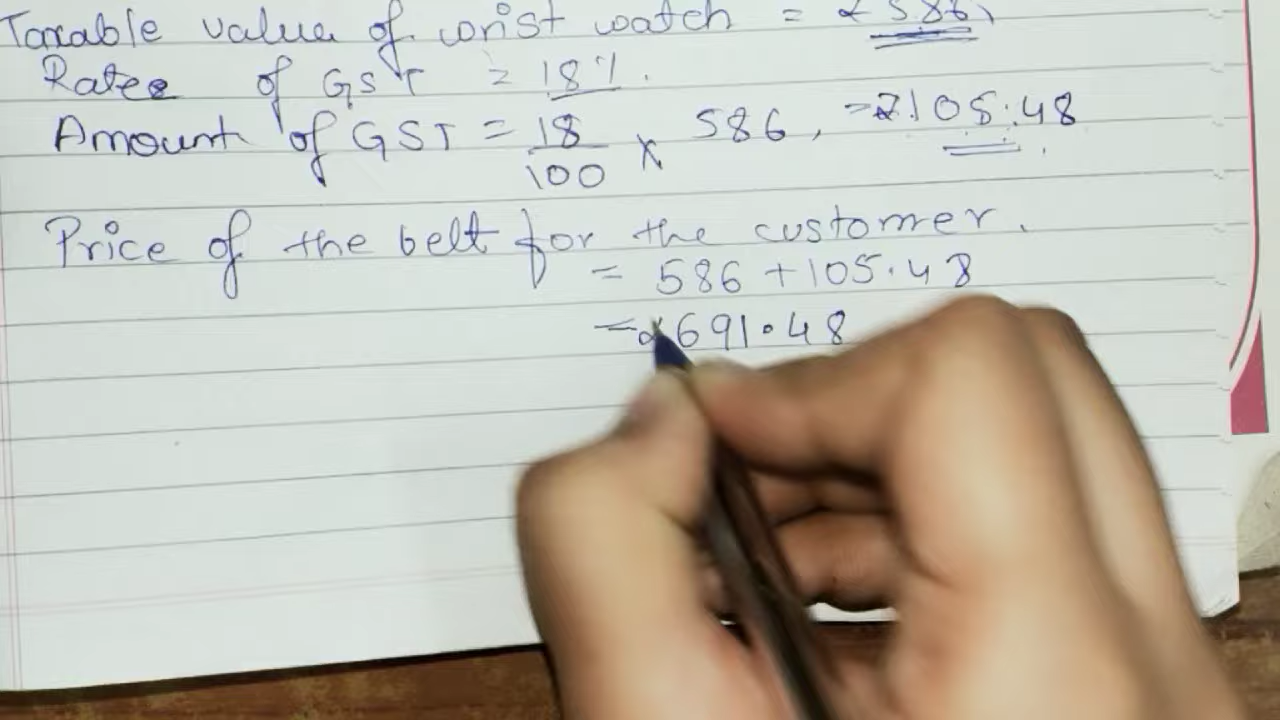 Taxable value of wrist watch = ₹ 586,
Rate of GST = 18%.
Amount of GST = 18/100 × 586, = ₹105.48
Price of the belt for the customer.
= 586 + 105.48
= ₹691.48